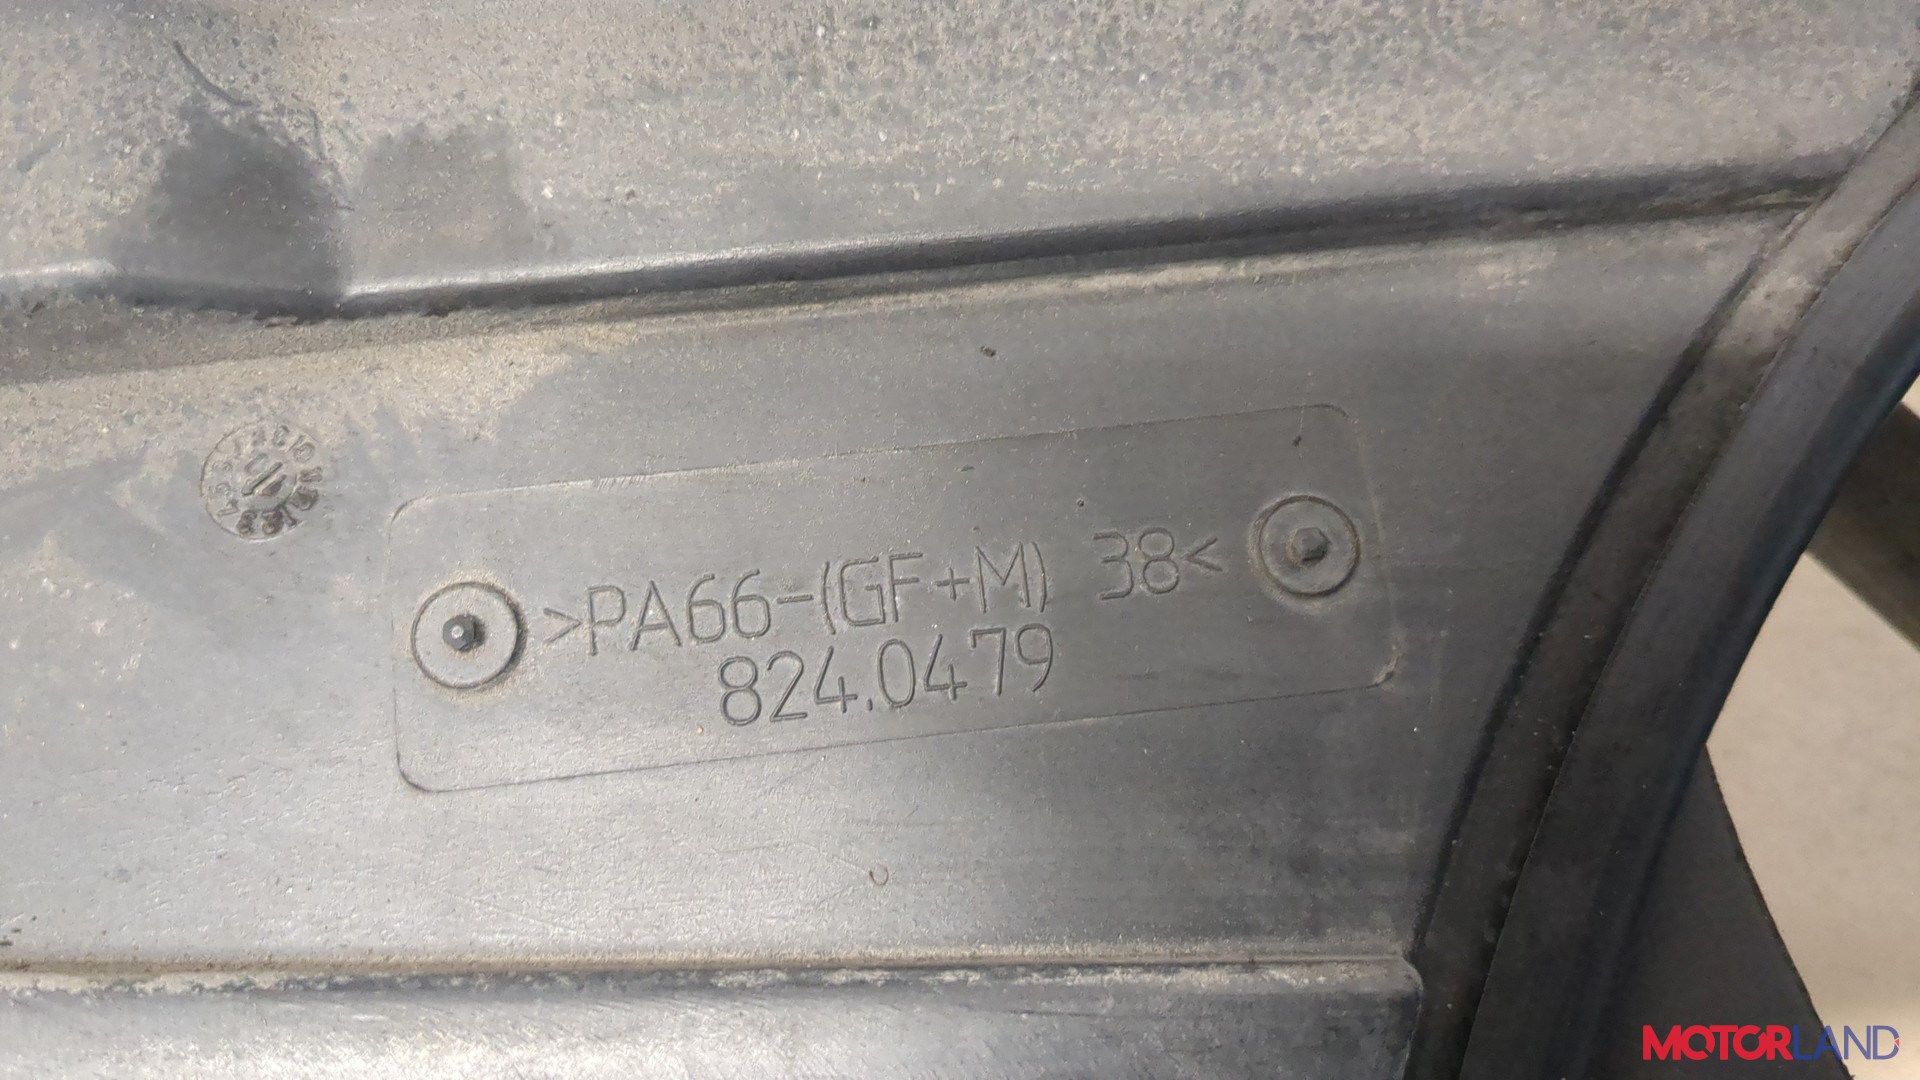 >PA66-(GF+M) 38<
824.0479
MOTORLAND